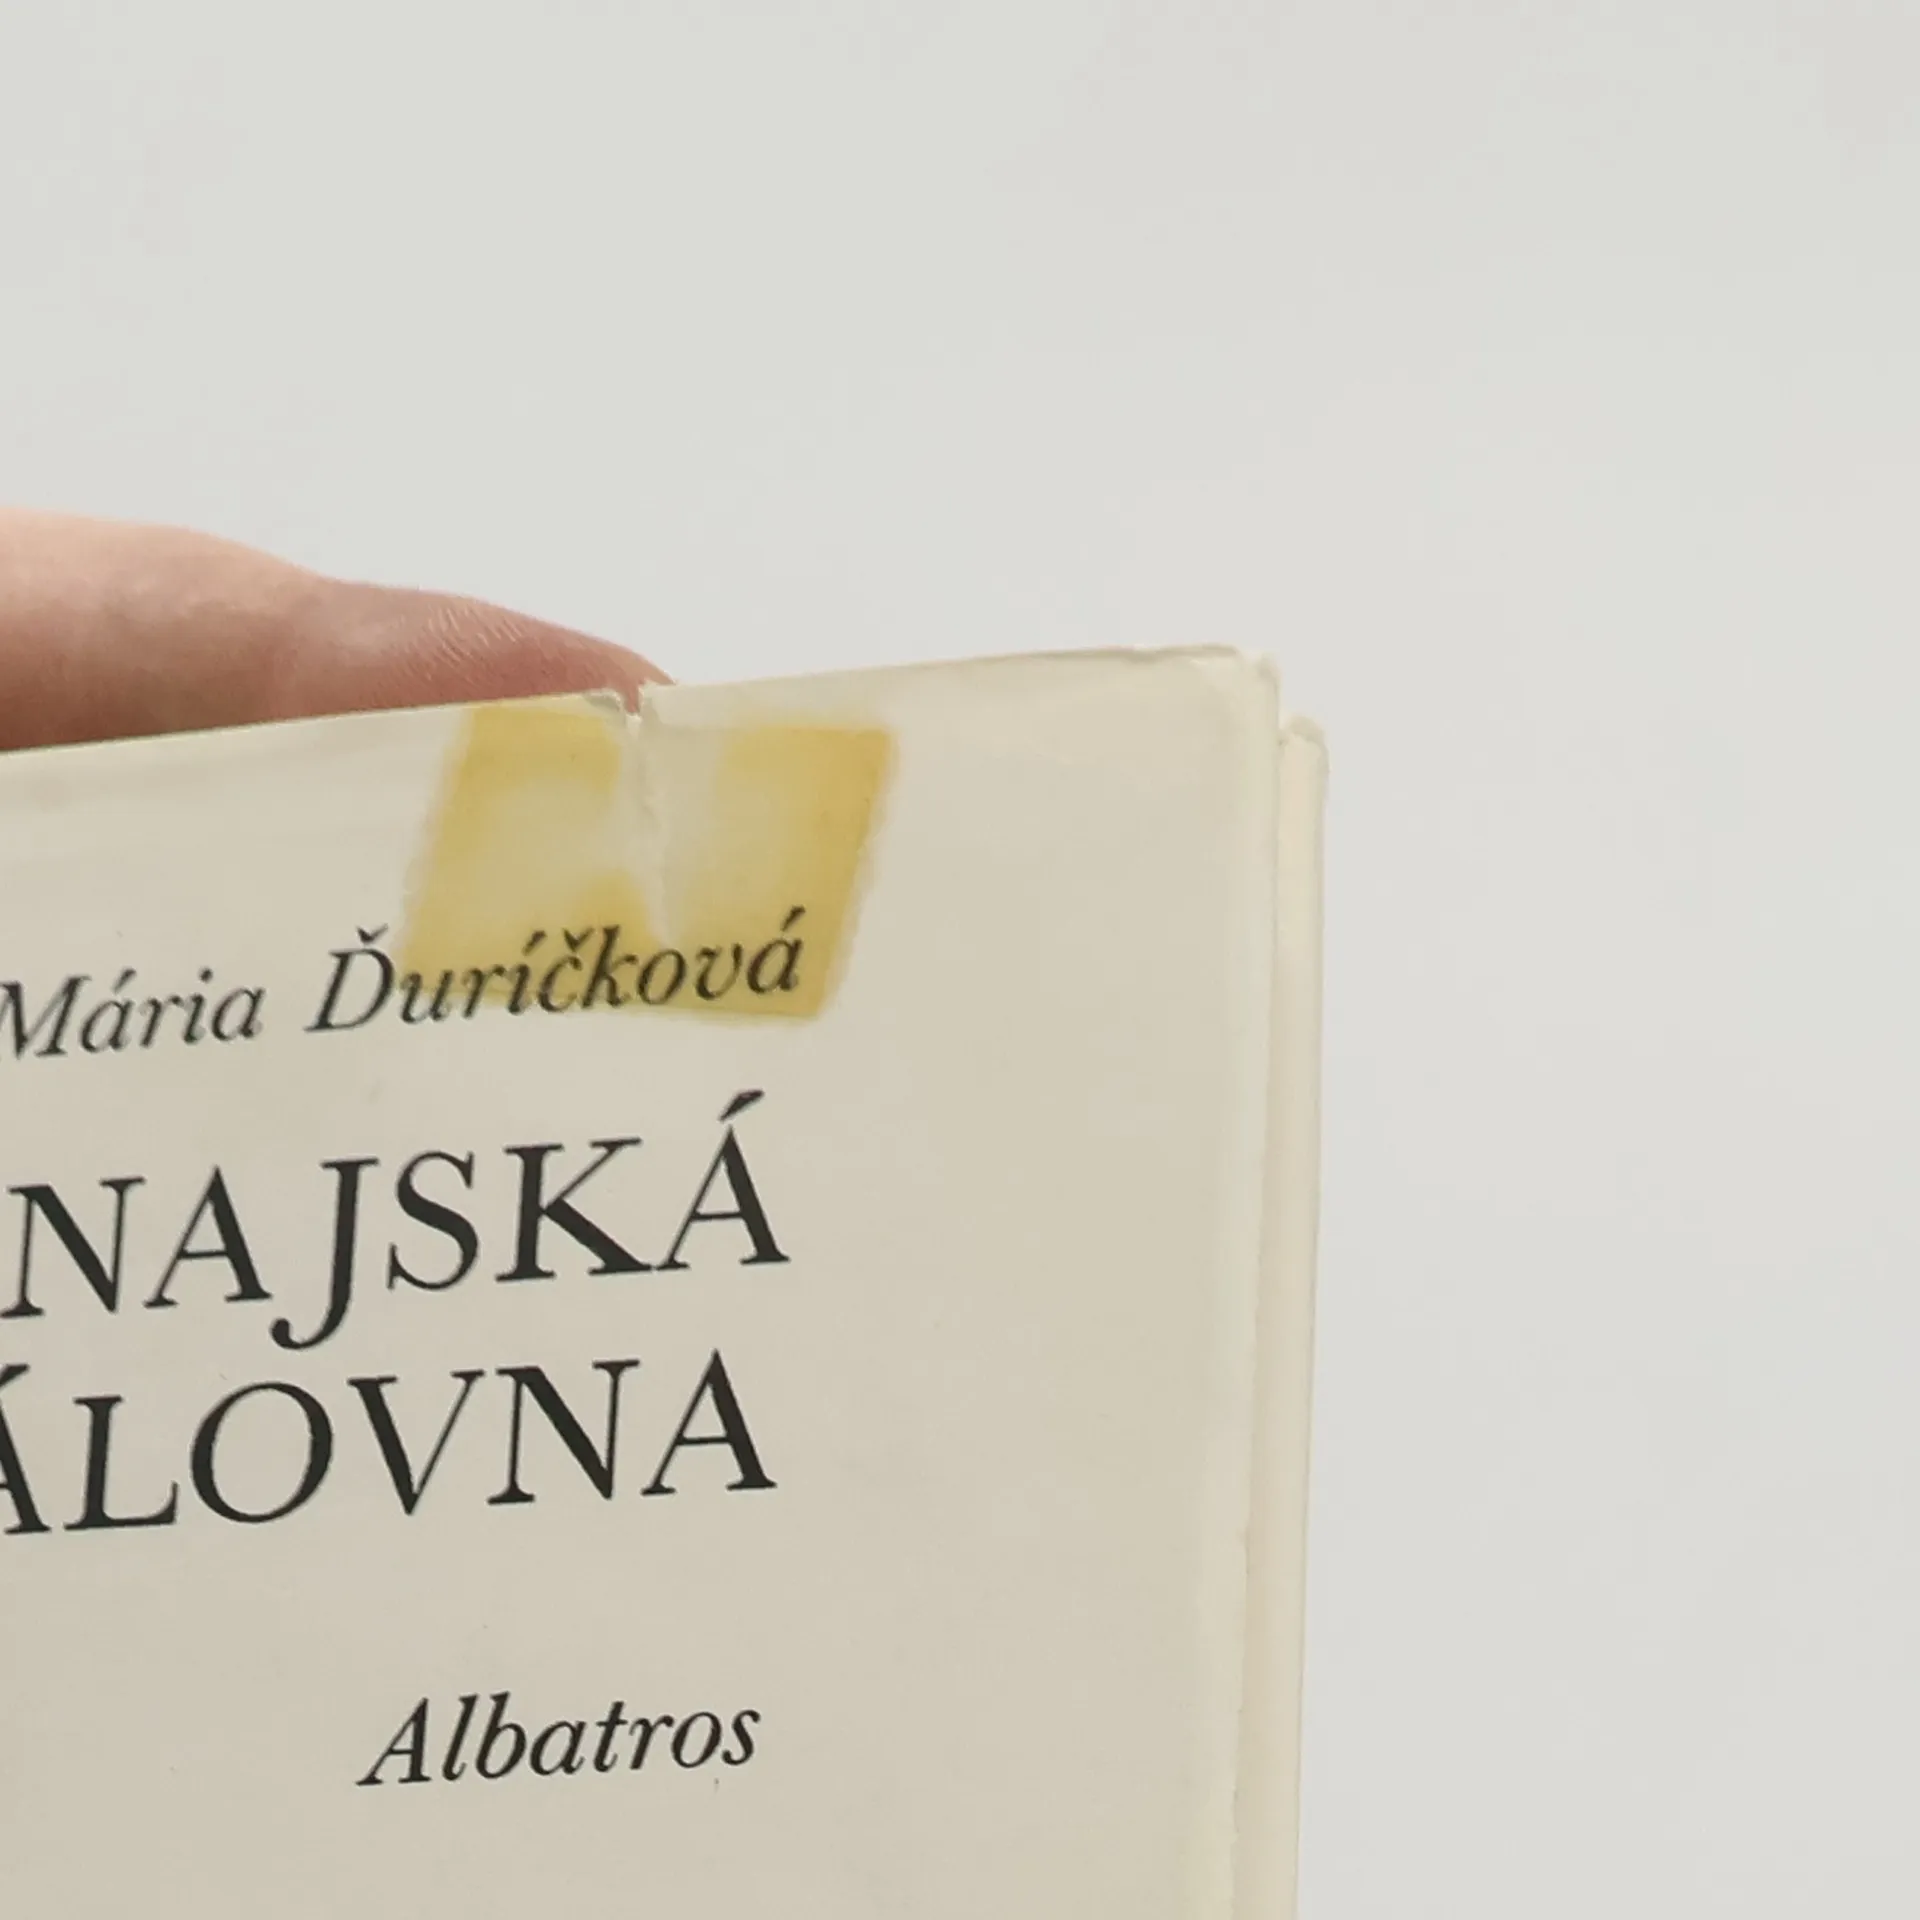 Mária Ďuríčková
NAJSKÁ
ÁLOVNA
Albatros